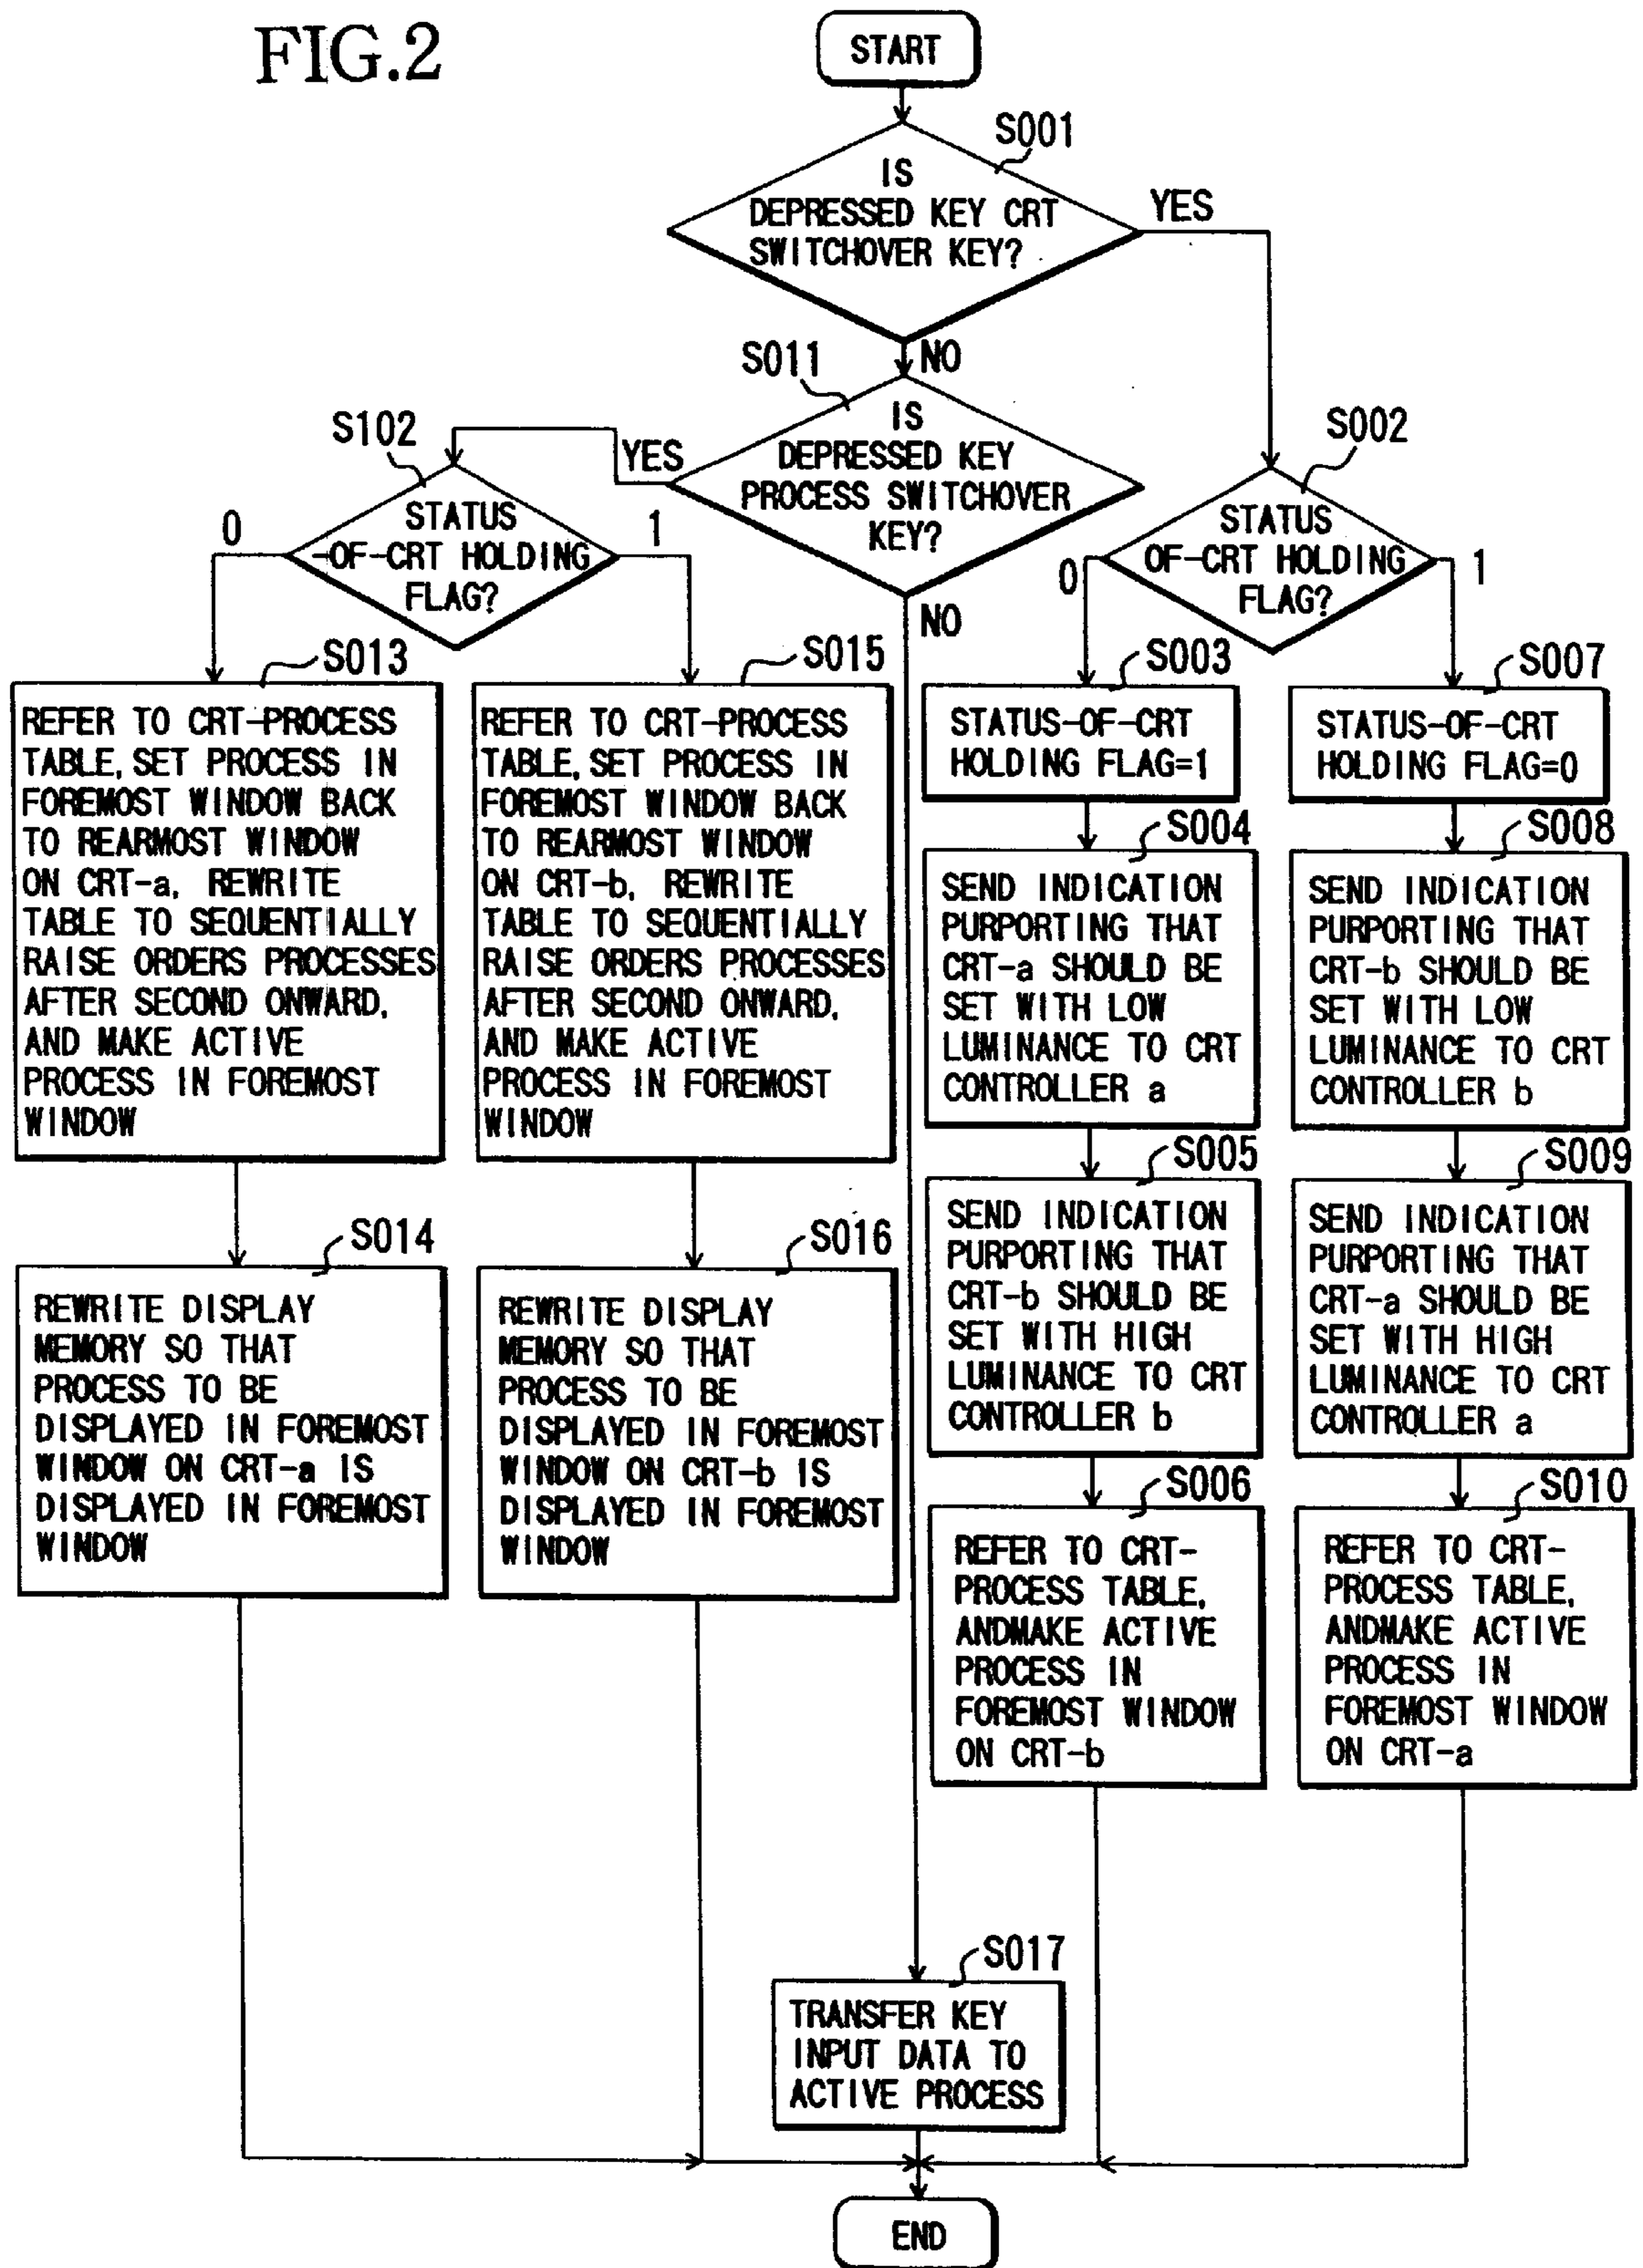 FIG.2
START
S001
IS
DEPRESSED KEY CRT
SWITCHOVER KEY?
YES
NO
S011
IS
DEPRESSED KEY
PROCESS SWITCHOVER
KEY?
YES
NO
S102
STATUS
-OF-CRT HOLDING
FLAG?
0
1
S002
STATUS
OF-CRT HOLDING
FLAG?
0
1
S013
REFER TO CRT-PROCESS
TABLE, SET PROCESS IN
FOREMOST WINDOW BACK
TO REARMOST WINDOW
ON CRT-a, REWRITE
TABLE TO SEQUENTIALLY
RAISE ORDERS PROCESSES
AFTER SECOND ONWARD,
AND MAKE ACTIVE
PROCESS IN FOREMOST
WINDOW
S015
REFER TO CRT-PROCESS
TABLE, SET PROCESS IN
FOREMOST WINDOW BACK
TO REARMOST WINDOW
ON CRT-b, REWRITE
TABLE TO SEQUENTIALLY
RAISE ORDERS PROCESSES
AFTER SECOND ONWARD,
AND MAKE ACTIVE
PROCESS IN FOREMOST
WINDOW
S003
STATUS-OF-CRT
HOLDING FLAG=1
S007
STATUS-OF-CRT
HOLDING FLAG=0
S004
SEND INDICATION
PURPORTING THAT
CRT-a SHOULD BE
SET WITH LOW
LUMINANCE TO CRT
CONTROLLER a
S008
SEND INDICATION
PURPORTING THAT
CRT-b SHOULD BE
SET WITH LOW
LUMINANCE TO CRT
CONTROLLER b
S005
SEND INDICATION
PURPORTING THAT
CRT-b SHOULD BE
SET WITH HIGH
LUMINANCE TO CRT
CONTROLLER b
S009
SEND INDICATION
PURPORTING THAT
CRT-a SHOULD BE
SET WITH HIGH
LUMINANCE TO CRT
CONTROLLER a
S014
REWRITE DISPLAY
MEMORY SO THAT
PROCESS TO BE
DISPLAYED IN FOREMOST
WINDOW ON CRT-a IS
DISPLAYED IN FOREMOST
WINDOW
S016
REWRITE DISPLAY
MEMORY SO THAT
PROCESS TO BE
DISPLAYED IN FOREMOST
WINDOW ON CRT-b IS
DISPLAYED IN FOREMOST
WINDOW
S006
REFER TO CRT-
PROCESS TABLE,
ANDMAKE ACTIVE
PROCESS IN
FOREMOST WINDOW
ON CRT-b
S010
REFER TO CRT-
PROCESS TABLE,
ANDMAKE ACTIVE
PROCESS IN
FOREMOST WINDOW
ON CRT-a
S017
TRANSFER KEY
INPUT DATA TO
ACTIVE PROCESS
END